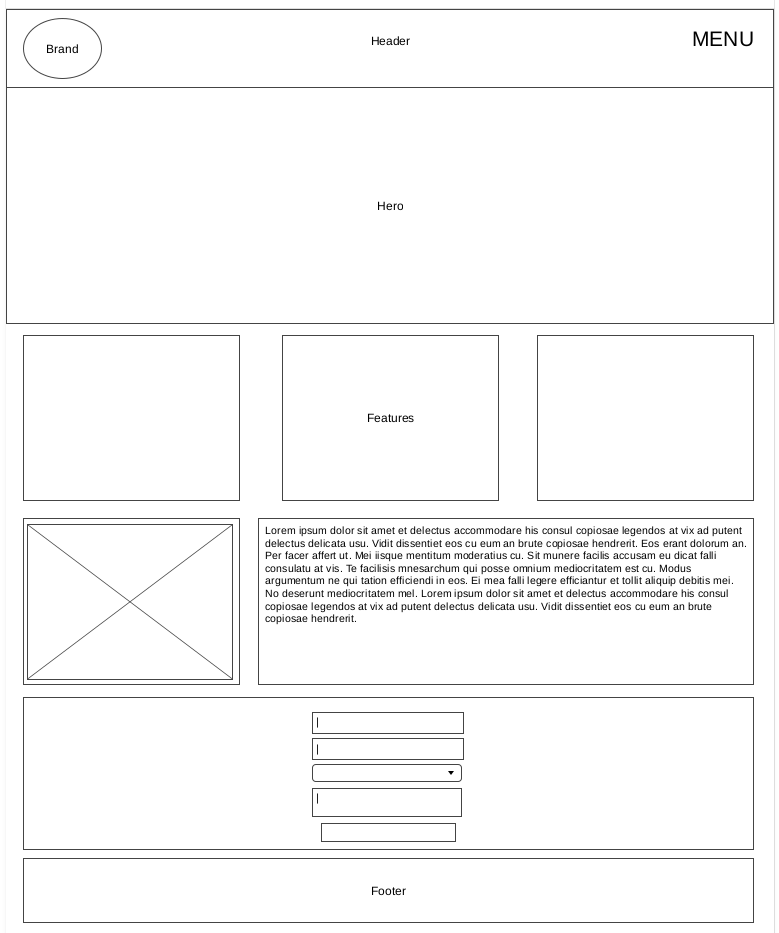 Brand
Header
MENU
Hero
Features
Lorem ipsum dolor sit amet et delectus accommodare his consul copiosae legendos at vix ad putent
delectus delicata usu. Vidit dissentiet eos cu eum an brute copiosae hendrerit. Eos erant dolorum an.
Per facer affert ut. Mei iisque mentitum moderatius cu. Sit munere facilis accusam eu dicat falli
consulatu at vis. Te facilisis mnesarchum qui posse omnium mediocritatem est cu. Modus
argumentum ne qui tation efficiendi in eos. Ei mea falli legere efficiantur et tollit aliquip debitis mei.
No deserunt mediocritatem mel. Lorem ipsum dolor sit amet et delectus accommodare his consul
copiosae legendos at vix ad putent delectus delicata usu. Vidit dissentiet eos cu eum an brute
copiosae hendrerit.
Footer